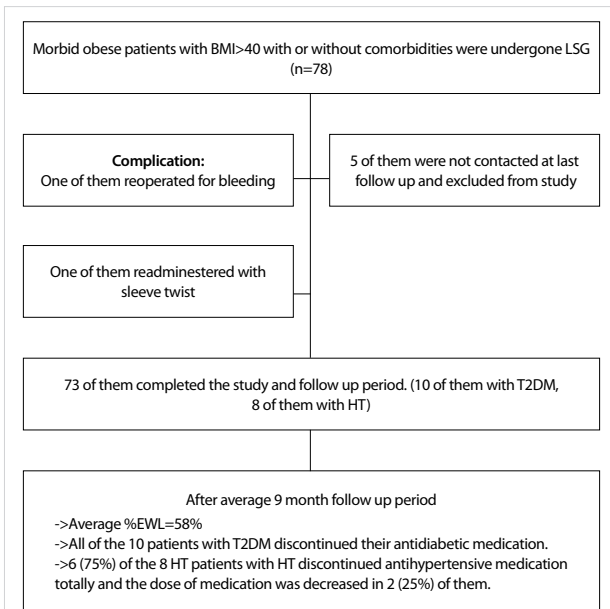 Morbid obese patients with BMI>40 with or without comorbidities were undergone LSG
(n=78)
Complication:
One of them reoperated for bleeding
5 of them were not contacted at last
follow up and excluded from study
One of them readminestered with
sleeve twist
73 of them completed the study and follow up period. (10 of them with T2DM,
8 of them with HT)
After average 9 month follow up period
->Average %EWL=58%
->All of the 10 patients with T2DM discontinued their antidiabetic medication.
->6 (75%) of the 8 HT patients with HT discontinued antihypertensive medication
totally and the dose of medication was decreased in 2 (25%) of them.